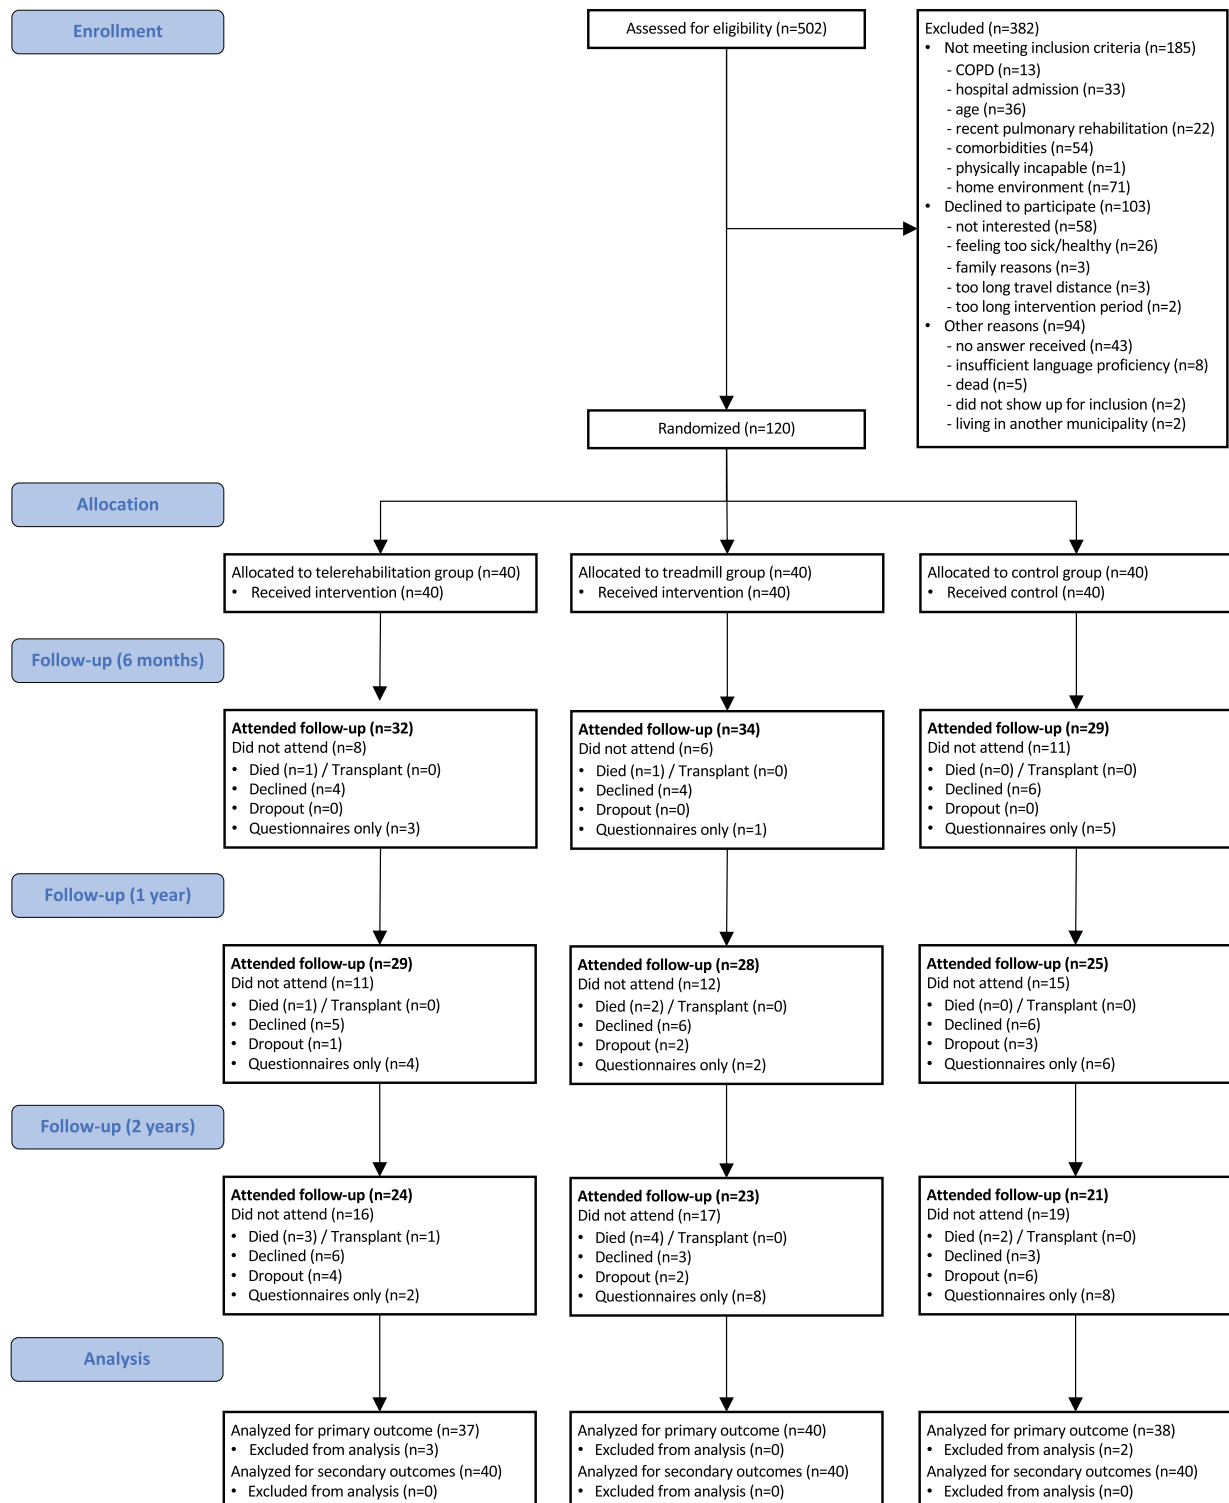 Enrollment
Assessed for eligibility (n=502)
Excluded (n=382)
• Not meeting inclusion criteria (n=185)
- COPD (n=13)
- hospital admission (n=33)
- age (n=36)
- recent pulmonary rehabilitation (n=22)
- comorbidities (n=54)
- physically incapable (n=1)
- home environment (n=71)
• Declined to participate (n=103)
- not interested (n=58)
- feeling too sick/healthy (n=26)
- family reasons (n=3)
- too long travel distance (n=3)
- too long intervention period (n=2)
• Other reasons (n=94)
- no answer received (n=43)
- insufficient language proficiency (n=8)
- dead (n=5)
- did not show up for inclusion (n=2)
- living in another municipality (n=2)
Randomized (n=120)
Allocation
Allocated to telerehabilitation group (n=40)
• Received intervention (n=40)
Allocated to treadmill group (n=40)
• Received intervention (n=40)
Allocated to control group (n=40)
• Received control (n=40)
Follow-up (6 months)
Attended follow-up (n=32)
Did not attend (n=8)
• Died (n=1) / Transplant (n=0)
• Declined (n=4)
• Dropout (n=0)
• Questionnaires only (n=3)
Attended follow-up (n=34)
Did not attend (n=6)
• Died (n=1) / Transplant (n=0)
• Declined (n=4)
• Dropout (n=0)
• Questionnaires only (n=1)
Attended follow-up (n=29)
Did not attend (n=11)
• Died (n=0) / Transplant (n=0)
• Declined (n=6)
• Dropout (n=0)
• Questionnaires only (n=5)
Follow-up (1 year)
Attended follow-up (n=29)
Did not attend (n=11)
• Died (n=1) / Transplant (n=0)
• Declined (n=5)
• Dropout (n=1)
• Questionnaires only (n=4)
Attended follow-up (n=28)
Did not attend (n=12)
• Died (n=2) / Transplant (n=0)
• Declined (n=6)
• Dropout (n=2)
• Questionnaires only (n=2)
Attended follow-up (n=25)
Did not attend (n=15)
• Died (n=0) / Transplant (n=0)
• Declined (n=6)
• Dropout (n=3)
• Questionnaires only (n=6)
Follow-up (2 years)
Attended follow-up (n=24)
Did not attend (n=16)
• Died (n=3) / Transplant (n=1)
• Declined (n=6)
• Dropout (n=4)
• Questionnaires only (n=2)
Attended follow-up (n=23)
Did not attend (n=17)
• Died (n=4) / Transplant (n=0)
• Declined (n=3)
• Dropout (n=2)
• Questionnaires only (n=8)
Attended follow-up (n=21)
Did not attend (n=19)
• Died (n=2) / Transplant (n=0)
• Declined (n=3)
• Dropout (n=6)
• Questionnaires only (n=8)
Analysis
Analyzed for primary outcome (n=37)
• Excluded from analysis (n=3)
Analyzed for secondary outcomes (n=40)
• Excluded from analysis (n=0)
Analyzed for primary outcome (n=40)
• Excluded from analysis (n=0)
Analyzed for secondary outcomes (n=40)
• Excluded from analysis (n=0)
Analyzed for primary outcome (n=38)
• Excluded from analysis (n=2)
Analyzed for secondary outcomes (n=40)
• Excluded from analysis (n=0)